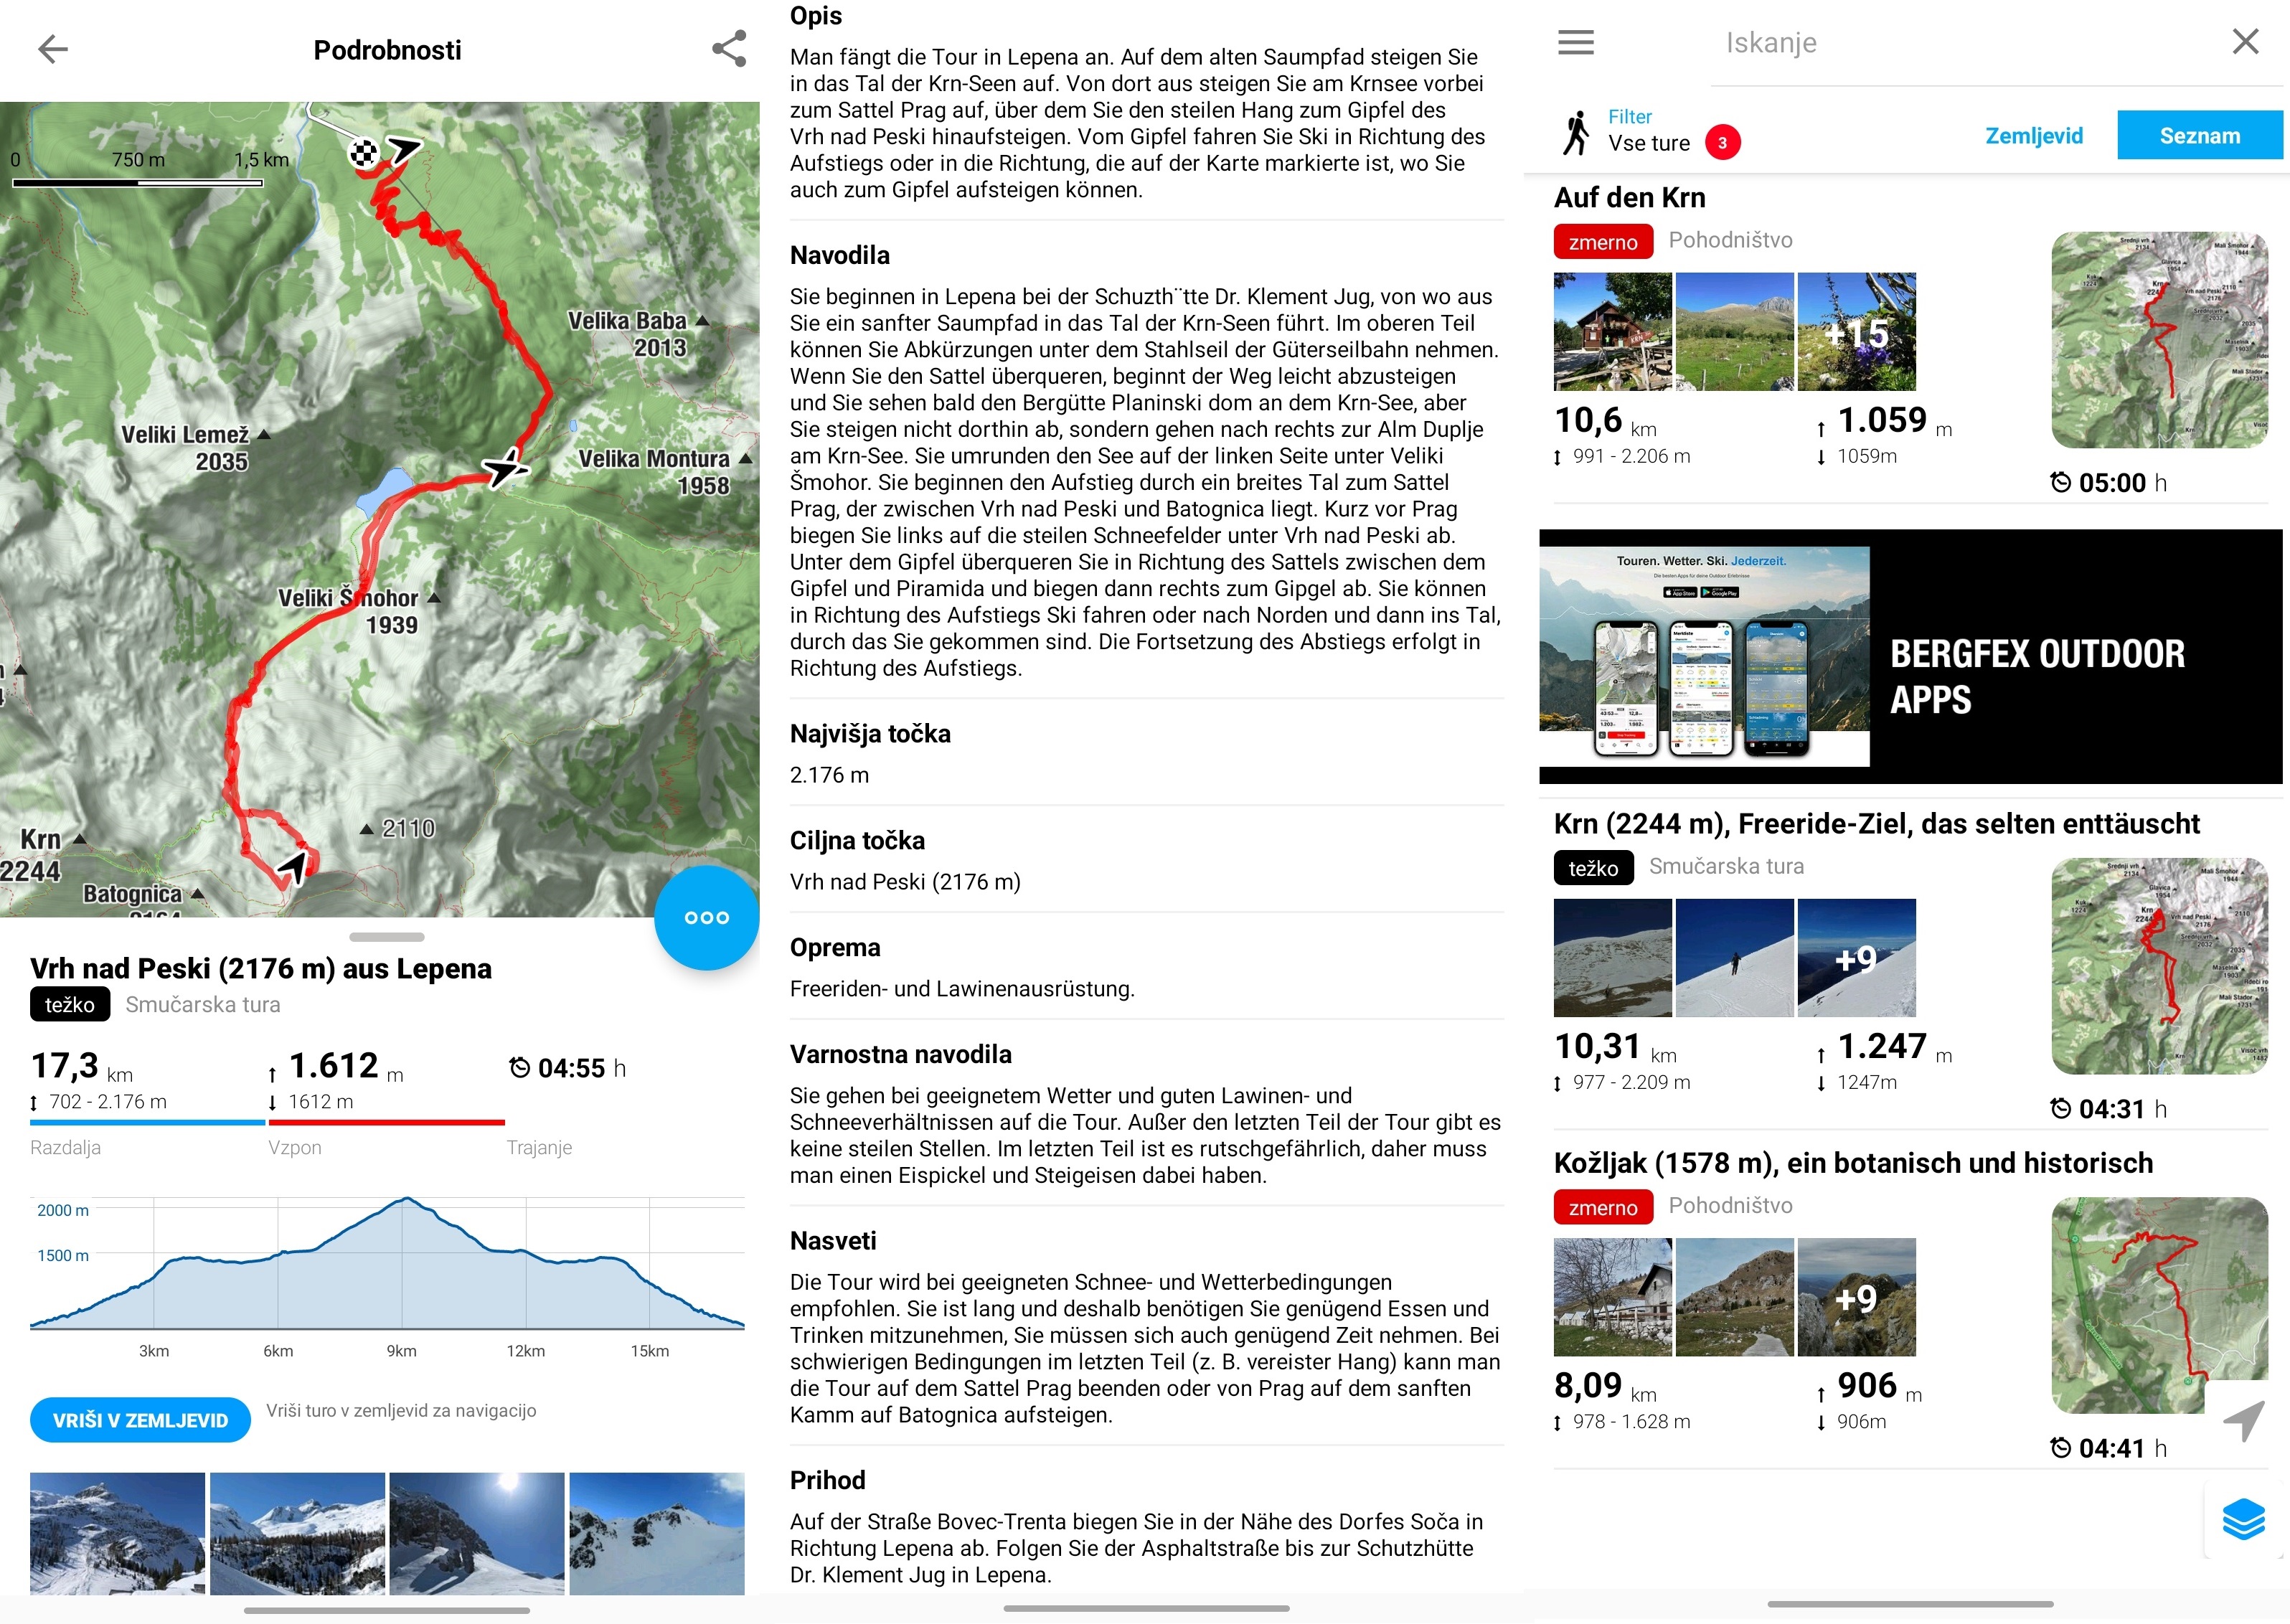 Podrobnosti
0 750 m 1,5 km
Velika Baba
2013
Veliki Lemež
2035
Velika Montura
1958
Veliki Šmohor
1939
2110
Krn
2244
Batognica
Vrh nad Peski (2176 m) aus Lepena
težko Smučarska tura
17,3 km 1.612 m 04:55 h
702 - 2.176 m 1612 m
Razdalja Vzpon Trajanje
2000 m
1500 m
3km 6km 9km 12km 15km
VRIŠI V ZEMLJEVID Vriši turo v zemljevid za navigacijo
Opis
Man fängt die Tour in Lepena an. Auf dem alten Saumpfad steigen Sie
in das Tal der Krn-Seen auf. Von dort aus steigen Sie am Krnsee vorbei
zum Sattel Prag auf, über dem Sie den steilen Hang zum Gipfel des
Vrh nad Peski hinaufsteigen. Vom Gipfel fahren Sie Ski in Richtung des
Aufstiegs oder in die Richtung, die auf der Karte markierte ist, wo Sie
auch zum Gipfel aufsteigen können.
Navodila
Sie beginnen in Lepena bei der Schuzth¨tte Dr. Klement Jug, von wo aus
Sie ein sanfter Saumpfad in das Tal der Krn-Seen führt. Im oberen Teil
können Sie Abkürzungen unter dem Stahlseil der Güterseilbahn nehmen.
Wenn Sie den Sattel überqueren, beginnt der Weg leicht abzusteigen
und Sie sehen bald den Bergütte Planinski dom an dem Krn-See, aber
Sie steigen nicht dorthin ab, sondern gehen nach rechts zur Alm Duplje
am Krn-See. Sie umrunden den See auf der linken Seite unter Veliki
Šmohor. Sie beginnen den Aufstieg durch ein breites Tal zum Sattel
Prag, der zwischen Vrh nad Peski und Batognica liegt. Kurz vor Prag
biegen Sie links auf die steilen Schneefelder unter Vrh nad Peski ab.
Unter dem Gipfel überqueren Sie in Richtung des Sattels zwischen dem
Gipfel und Piramida und biegen dann rechts zum Gipgel ab. Sie können
in Richtung des Aufstiegs Ski fahren oder nach Norden und dann ins Tal,
durch das Sie gekommen sind. Die Fortsetzung des Abstiegs erfolgt in
Richtung des Aufstiegs.
Najvišja točka
2.176 m
Ciljna točka
Vrh nad Peski (2176 m)
Oprema
Freeriden- und Lawinenausrüstung.
Varnostna navodila
Sie gehen bei geeignetem Wetter und guten Lawinen- und
Schneeverhältnissen auf die Tour. Außer den letzten Teil der Tour gibt es
keine steilen Stellen. Im letzten Teil ist es rutschgefährlich, daher muss
man einen Eispickel und Steigeisen dabei haben.
Nasveti
Die Tour wird bei geeigneten Schnee- und Wetterbedingungen
empfohlen. Sie ist lang und deshalb benötigen Sie genügend Essen und
Trinken mitzunehmen, Sie müssen sich auch genügend Zeit nehmen. Bei
schwierigen Bedingungen im letzten Teil (z. B. vereister Hang) kann man
die Tour auf dem Sattel Prag beenden oder von Prag auf dem sanften
Kamm auf Batognica aufsteigen.
Prihod
Auf der Straße Bovec-Trenta biegen Sie in der Nähe des Dorfes Soča in
Richtung Lepena ab. Folgen Sie der Asphaltstraße bis zur Schutzhütte
Dr. Klement Jug in Lepena.
Iskanje
Filter
Vse ture 3
Zemljevid Seznam
Auf den Krn
zmerno Pohodništvo
+15
10,6 km 1.059 m
991 - 2.206 m 1059m
05:00 h
Touren. Wetter. Ski. Jederzeit.
Die besten Apps für deine Outdoor Erlebnisse
App Store Google Play
BERGFEX OUTDOOR
APPS
Krn (2244 m), Freeride-Ziel, das selten enttäuscht
težko Smučarska tura
+9
10,31 km 1.247 m
977 - 2.209 m 1247m
04:31 h
Kožljak (1578 m), ein botanisch und historisch
zmerno Pohodništvo
+9
8,09 km 906 m
978 - 1.628 m 906m
04:41 h